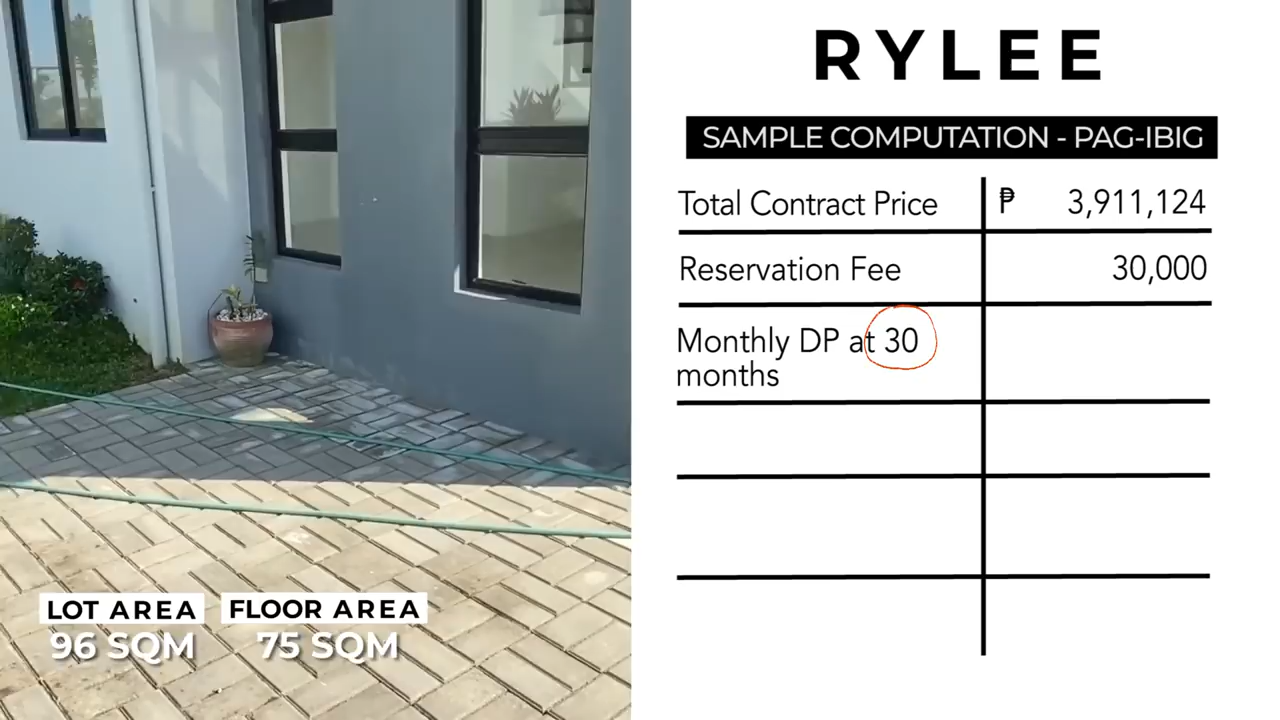 RYLEE
SAMPLE COMPUTATION - PAG-IBIG
Total Contract Price ₱ 3,911,124
Reservation Fee 30,000
Monthly DP at 30
months
LOT AREA FLOOR AREA
96 SQM 75 SQM